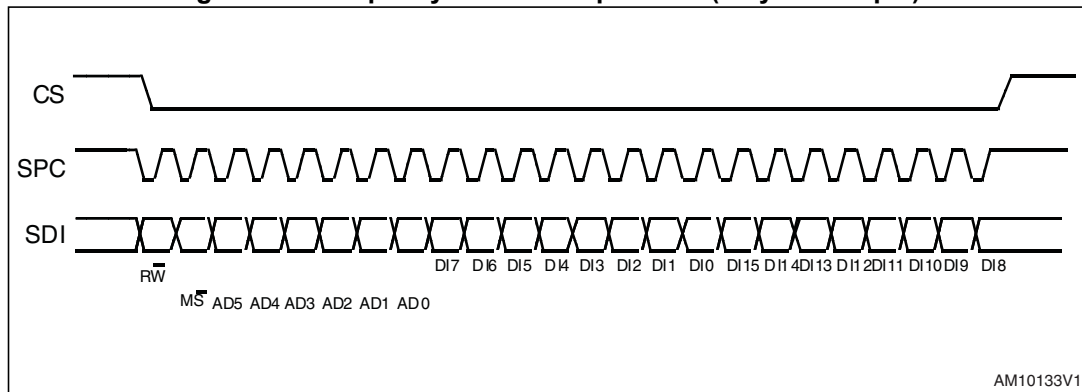 CS
SPC
SDI
DI7 DI6 DI5 DI4 DI3 DI2 DI1 DI0 DI15 DI14 DI13 DI12 DI11 DI10 DI9 DI8
RW
MS AD5 AD4 AD3 AD2 AD1 AD0
AM10133V1